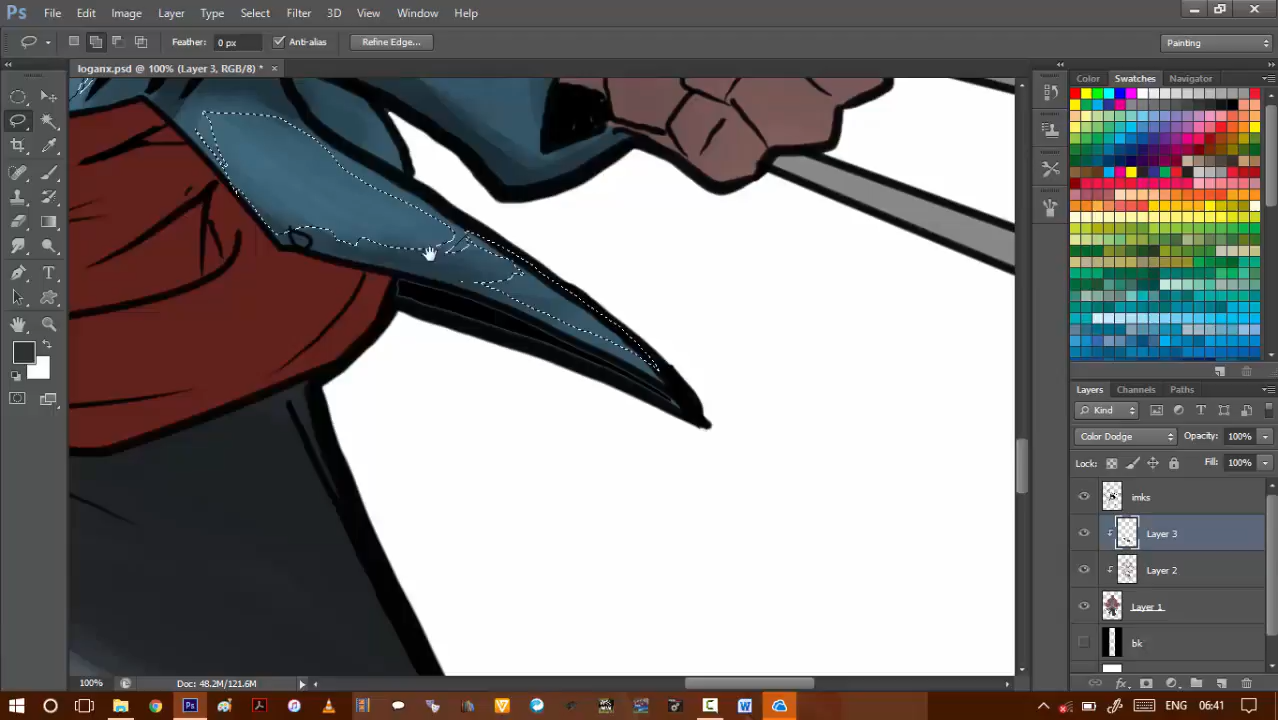 Ps File Edit Image Layer Type Select Filter 3D View Window Help
Feather: 0 px Anti-alias Refine Edge... Painting
loganx.psd @ 100% (Layer 3, RGB/8) * ×
Color Swatches Navigator
Layers Channels Paths
Kind
Color Dodge Opacity: 100%
Lock: Fill: 100%
imks
Layer 3
Layer 2
Layer 1
bk
100% Doc: 48.2M/121.6M
ENG 06:41